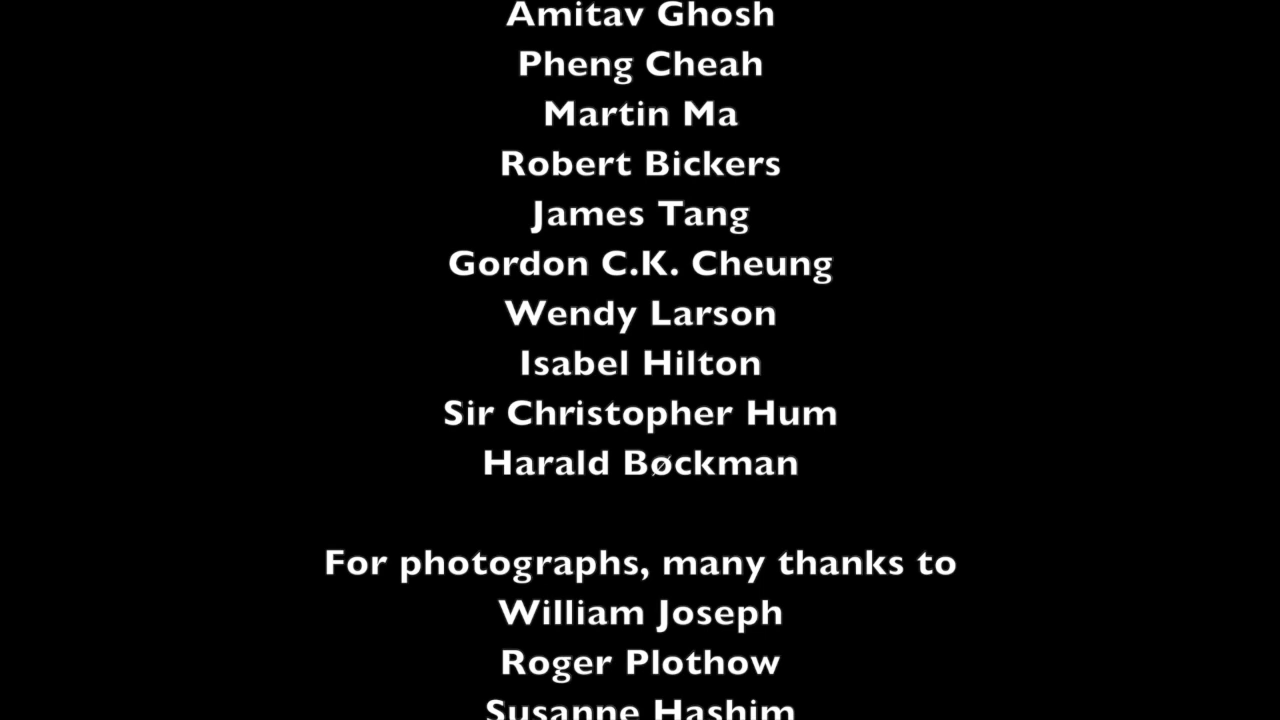 Amitav Ghosh
Pheng Cheah
Martin Ma
Robert Bickers
James Tang
Gordon C.K. Cheung
Wendy Larson
Isabel Hilton
Sir Christopher Hum
Harald Bøckman
For photographs, many thanks to
William Joseph
Roger Plothow
Susanne Hashim